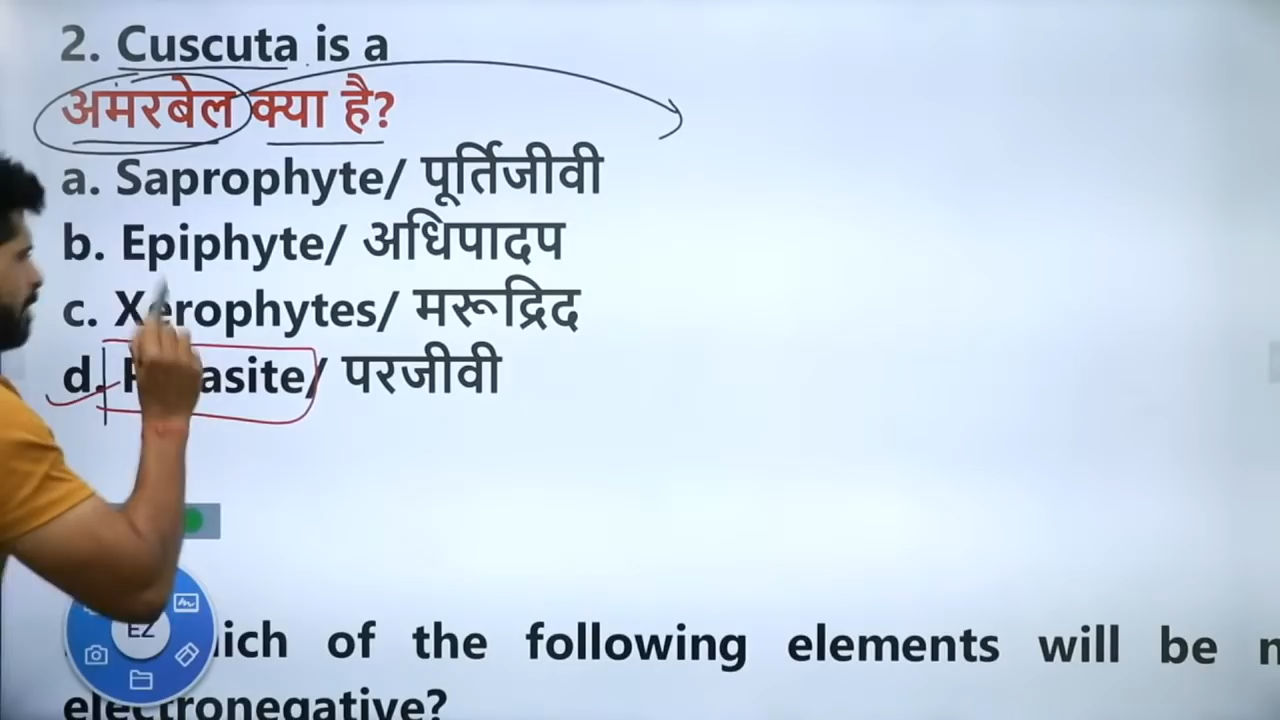 2. Cuscuta is a
अमरबेल क्या है?
a. Saprophyte/ पूर्तिजीवी
b. Epiphyte/ अधिपादप
c. Xerophytes/ मरूद्रिद
d. Parasite/ परजीवी
EZ
of the following elements will be
electronegative?